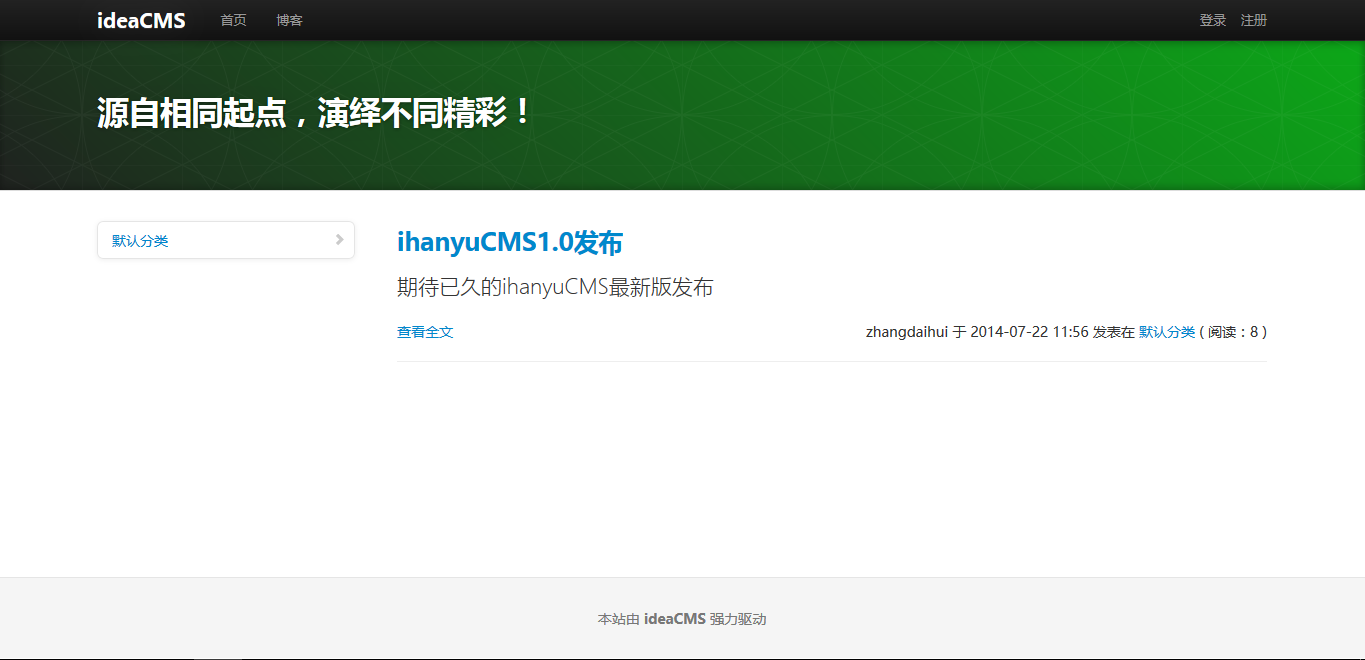 ideaCMS 首页 博客 登录 注册
源自相同起点，演绎不同精彩！
默认分类
ihanyuCMS1.0发布
期待已久的ihanyuCMS最新版发布
查看全文 zhangdaihui 于 2014-07-22 11:56 发表在 默认分类 ( 阅读：8 )
本站由 ideaCMS 强力驱动